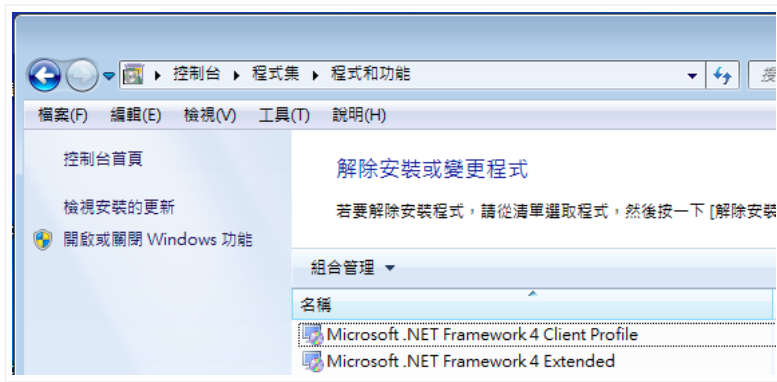 控制台 ▸ 程式集 ▸ 程式和功能
檔案(F) 編輯(E) 檢視(V) 工具(T) 說明(H)
控制台首頁
檢視安裝的更新
開啟或關閉 Windows 功能
解除安裝或變更程式
若要解除安裝程式，請從清單選取程式，然後按一下 [解除安裝
組合管理
名稱
Microsoft .NET Framework 4 Client Profile
Microsoft .NET Framework 4 Extended